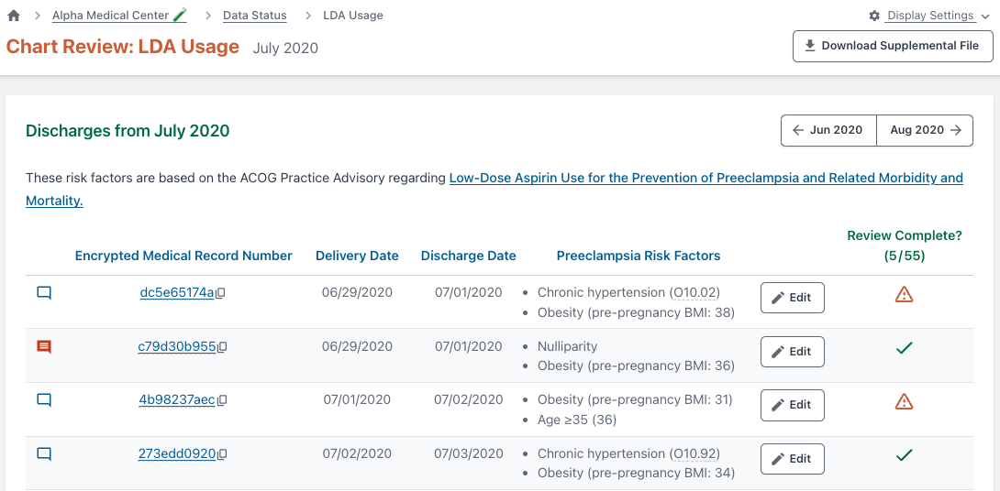 Alpha Medical Center > Data Status > LDA Usage Display Settings
Chart Review: LDA Usage July 2020 Download Supplemental File
Discharges from July 2020 ← Jun 2020 Aug 2020 →
These risk factors are based on the ACOG Practice Advisory regarding Low-Dose Aspirin Use for the Prevention of Preeclampsia and Related Morbidity and
Mortality.
Review Complete?
Encrypted Medical Record Number Delivery Date Discharge Date Preeclampsia Risk Factors (5/55)
dc5e65174a 06/29/2020 07/01/2020 • Chronic hypertension (O10.02) Edit
• Obesity (pre-pregnancy BMI: 38)
c79d30b955 06/29/2020 07/01/2020 • Nulliparity Edit
• Obesity (pre-pregnancy BMI: 36)
4b98237aec 07/01/2020 07/02/2020 • Obesity (pre-pregnancy BMI: 31) Edit
• Age ≥35 (36)
273edd0920 07/02/2020 07/03/2020 • Chronic hypertension (O10.92) Edit
• Obesity (pre-pregnancy BMI: 34)